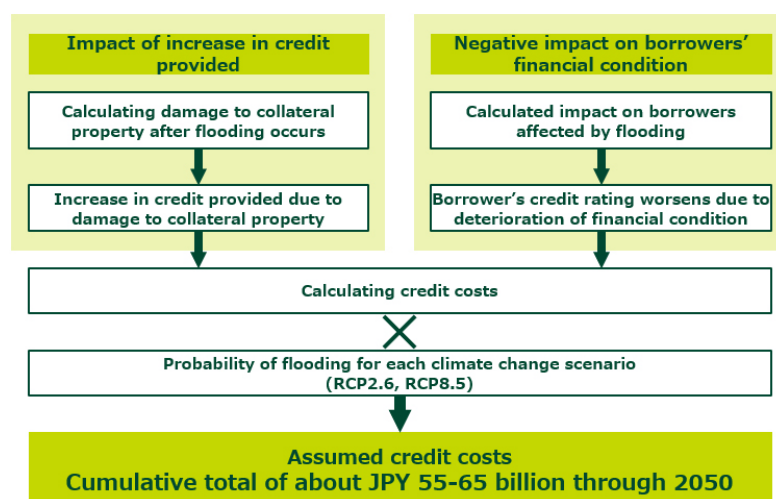 Impact of increase in credit
provided
Calculating damage to collateral
property after flooding occurs
Increase in credit provided due to
damage to collateral property
Negative impact on borrowers’
financial condition
Calculated impact on borrowers
affected by flooding
Borrower’s credit rating worsens due to
deterioration of financial condition
Calculating credit costs
Probability of flooding for each climate change scenario
(RCP2.6, RCP8.5)
Assumed credit costs
Cumulative total of about JPY 55-65 billion through 2050